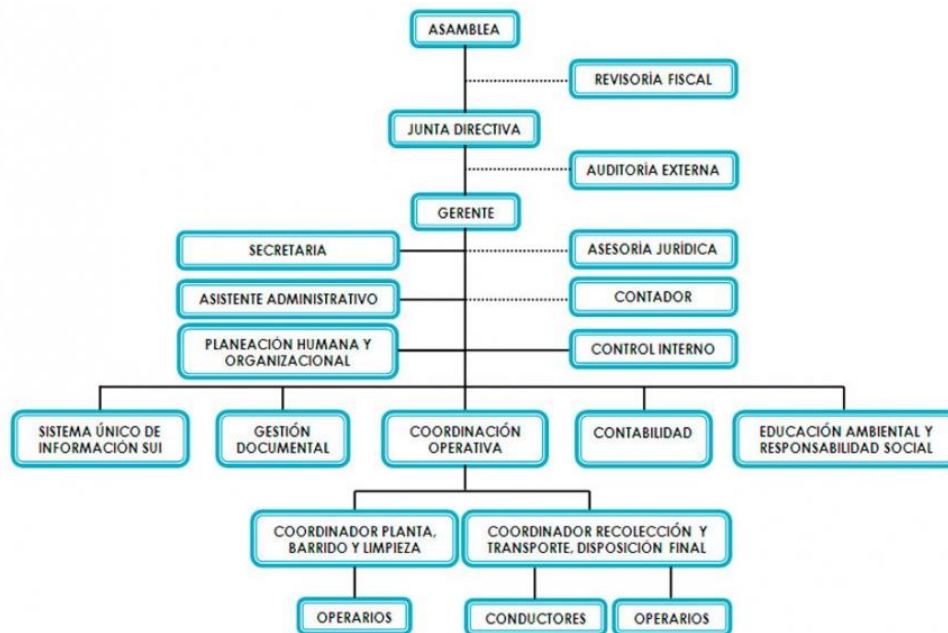 ASAMBLEA
REVISORÍA FISCAL
JUNTA DIRECTIVA
AUDITORÍA EXTERNA
GERENTE
SECRETARIA
ASESORÍA JURÍDICA
ASISTENTE ADMINISTRATIVO
CONTADOR
PLANEACIÓN HUMANA Y
ORGANIZACIONAL
CONTROL INTERNO
SISTEMA ÚNICO DE
INFORMACIÓN SUI
GESTIÓN
DOCUMENTAL
COORDINACIÓN
OPERATIVA
CONTABILIDAD
EDUCACIÓN AMBIENTAL Y
RESPONSABILIDAD SOCIAL
COORDINADOR PLANTA,
BARRIDO Y LIMPIEZA
COORDINADOR RECOLECCIÓN Y
TRANSPORTE, DISPOSICIÓN FINAL
OPERARIOS
CONDUCTORES
OPERARIOS